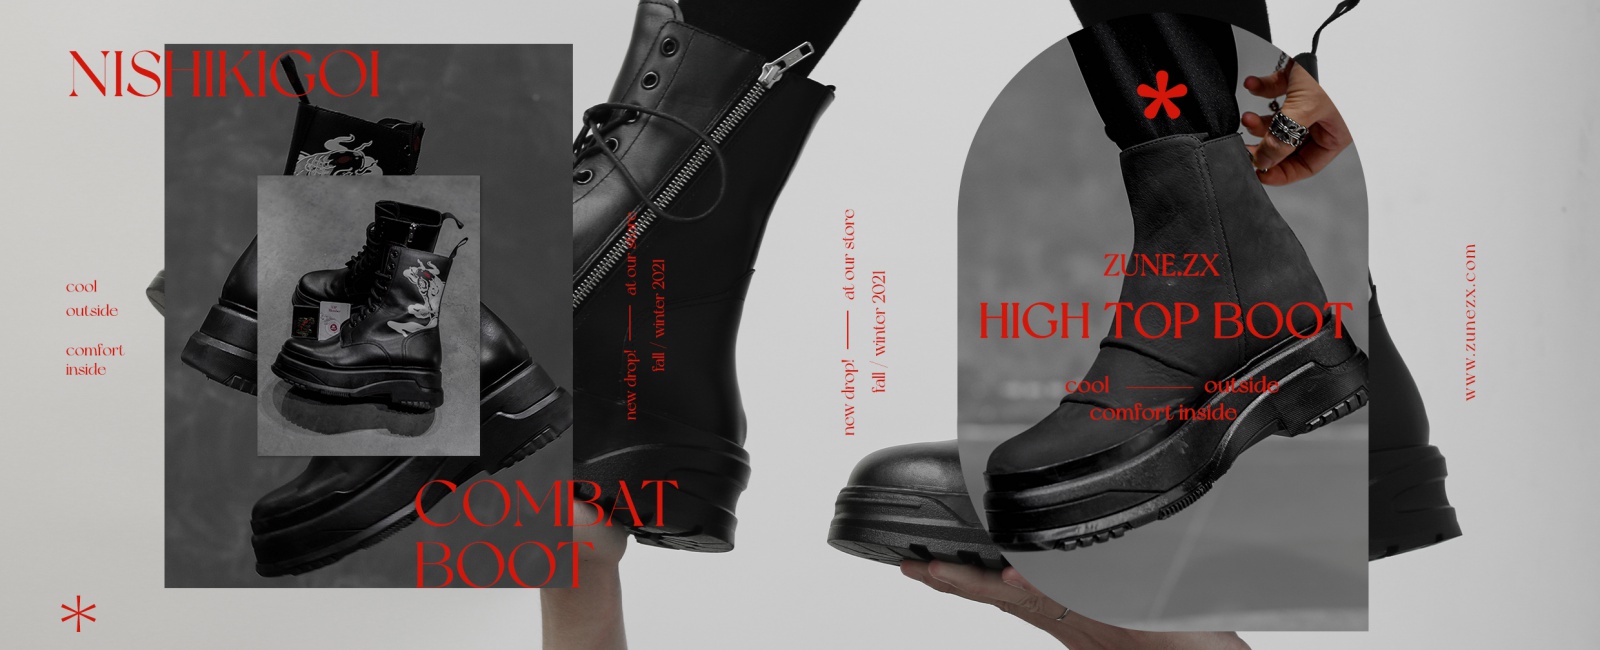 NISHIKIGOI
cool
outside
comfort
inside
COMBAT
BOOT
new drop! —— at our store
fall / winter 2021
new drop! —— at our store
fall / winter 2021
ZUNE.ZX
HIGH TOP BOOT
cool —— outside
comfort inside
www.zunezx.com